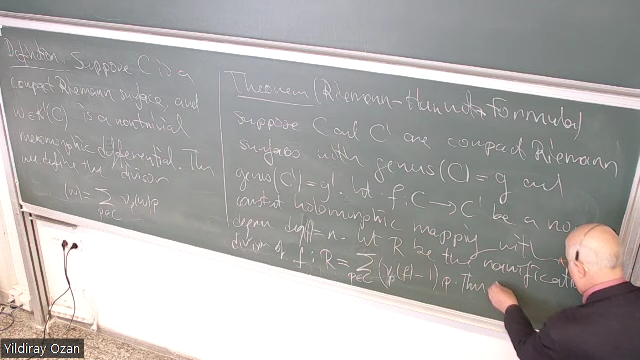 Definition. Suppose C is a
compact Riemann surface, and
w ∈ K'(C) is a nontrivial
meromorphic differential. Then
we define the divisor
(w) = ∑ νp(w) p
p∈C
Theorem (Riemann-Hurwitz Formula)
Suppose C and C' are compact Riemann
surfaces with genus(C) = g and
genus(C') = g'. Let f: C → C' be a non
constant holomorphic mapping with
degree deg f = n. Let R be the ramification
divisor of f: R = ∑ (νp(f) - 1) p. Then
p∈C
Yildiray Ozan